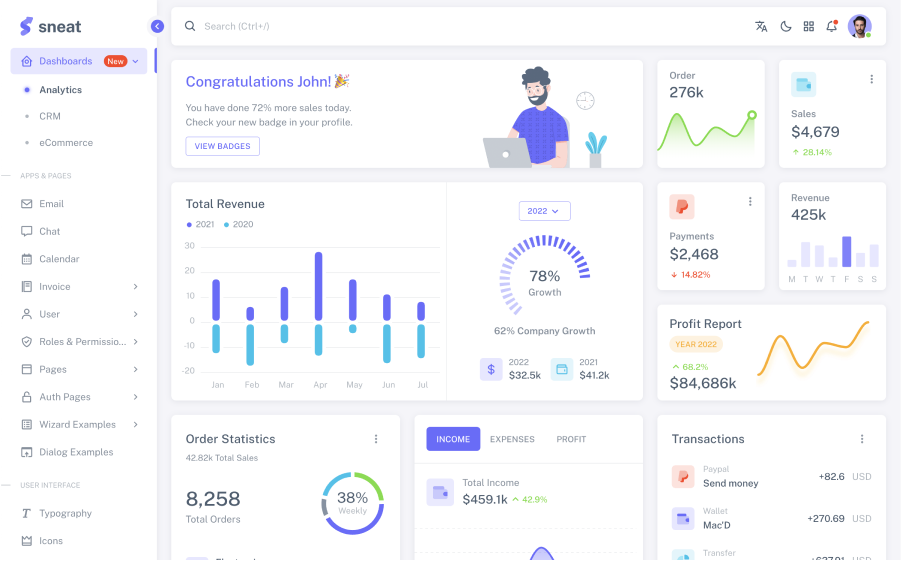 sneat
Dashboards
New
Analytics
CRM
eCommerce
APPS & PAGES
Email
Chat
Calendar
Invoice
User
Roles & Permissio...
Pages
Auth Pages
Wizard Examples
Dialog Examples
USER INTERFACE
Typography
Icons
Search (Ctrl+/)
Congratulations John! 🎉
You have done 72% more sales today.
Check your new badge in your profile.
VIEW BADGES
Order
276k
Sales
$4,679
28.14%
Total Revenue
2021
2020
30
20
10
0
-10
-20
Jan Feb Mar Apr May Jun Jul
2022
78%
Growth
62% Company Growth
$
2022
$32.5k
2021
$41.2k
Payments
$2,468
14.82%
Revenue
425k
M T W T F S S
Profit Report
YEAR 2022
68.2%
$84,686k
Order Statistics
42.82k Total Sales
8,258
Total Orders
38%
Weekly
INCOME
EXPENSES
PROFIT
Total Income
$459.1k
42.9%
Transactions
Paypal
Send money
+82.6 USD
Wallet
Mac'D
+270.69 USD
Transfer